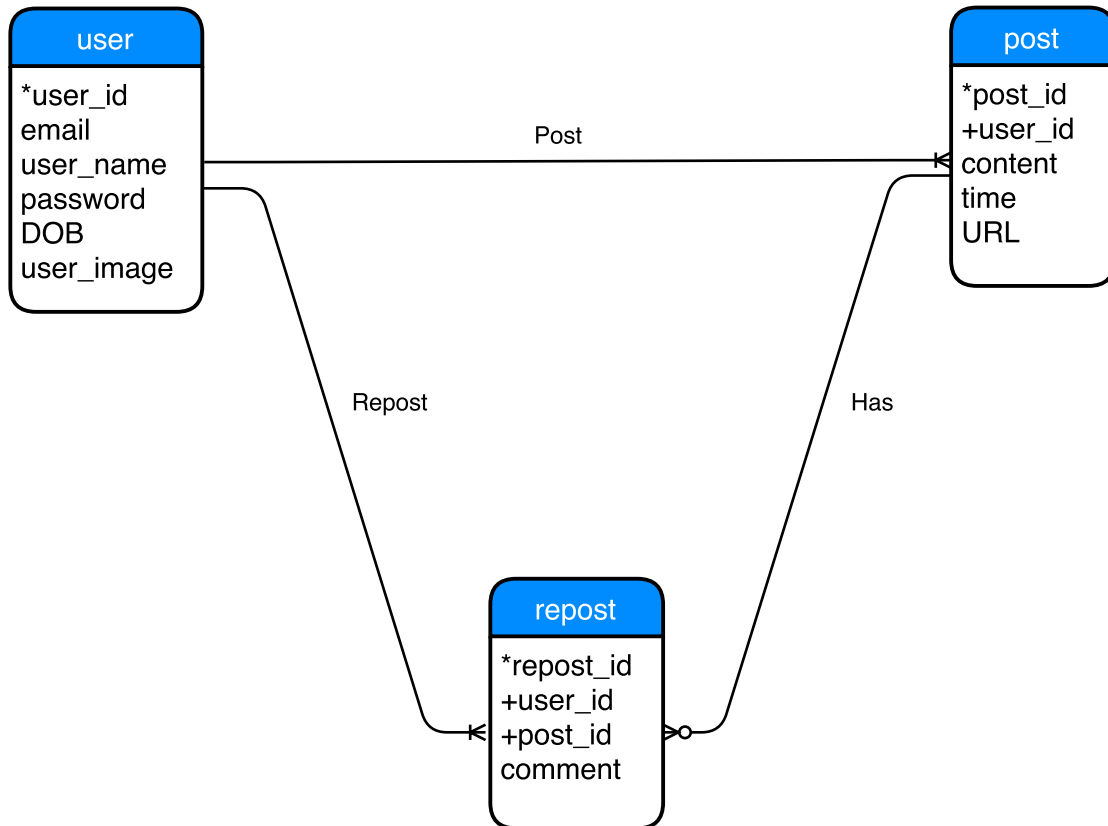 user
*user_id
email
user_name
password
DOB
user_image
Post
post
*post_id
+user_id
content
time
URL
Repost
Has
repost
*repost_id
+user_id
+post_id
comment